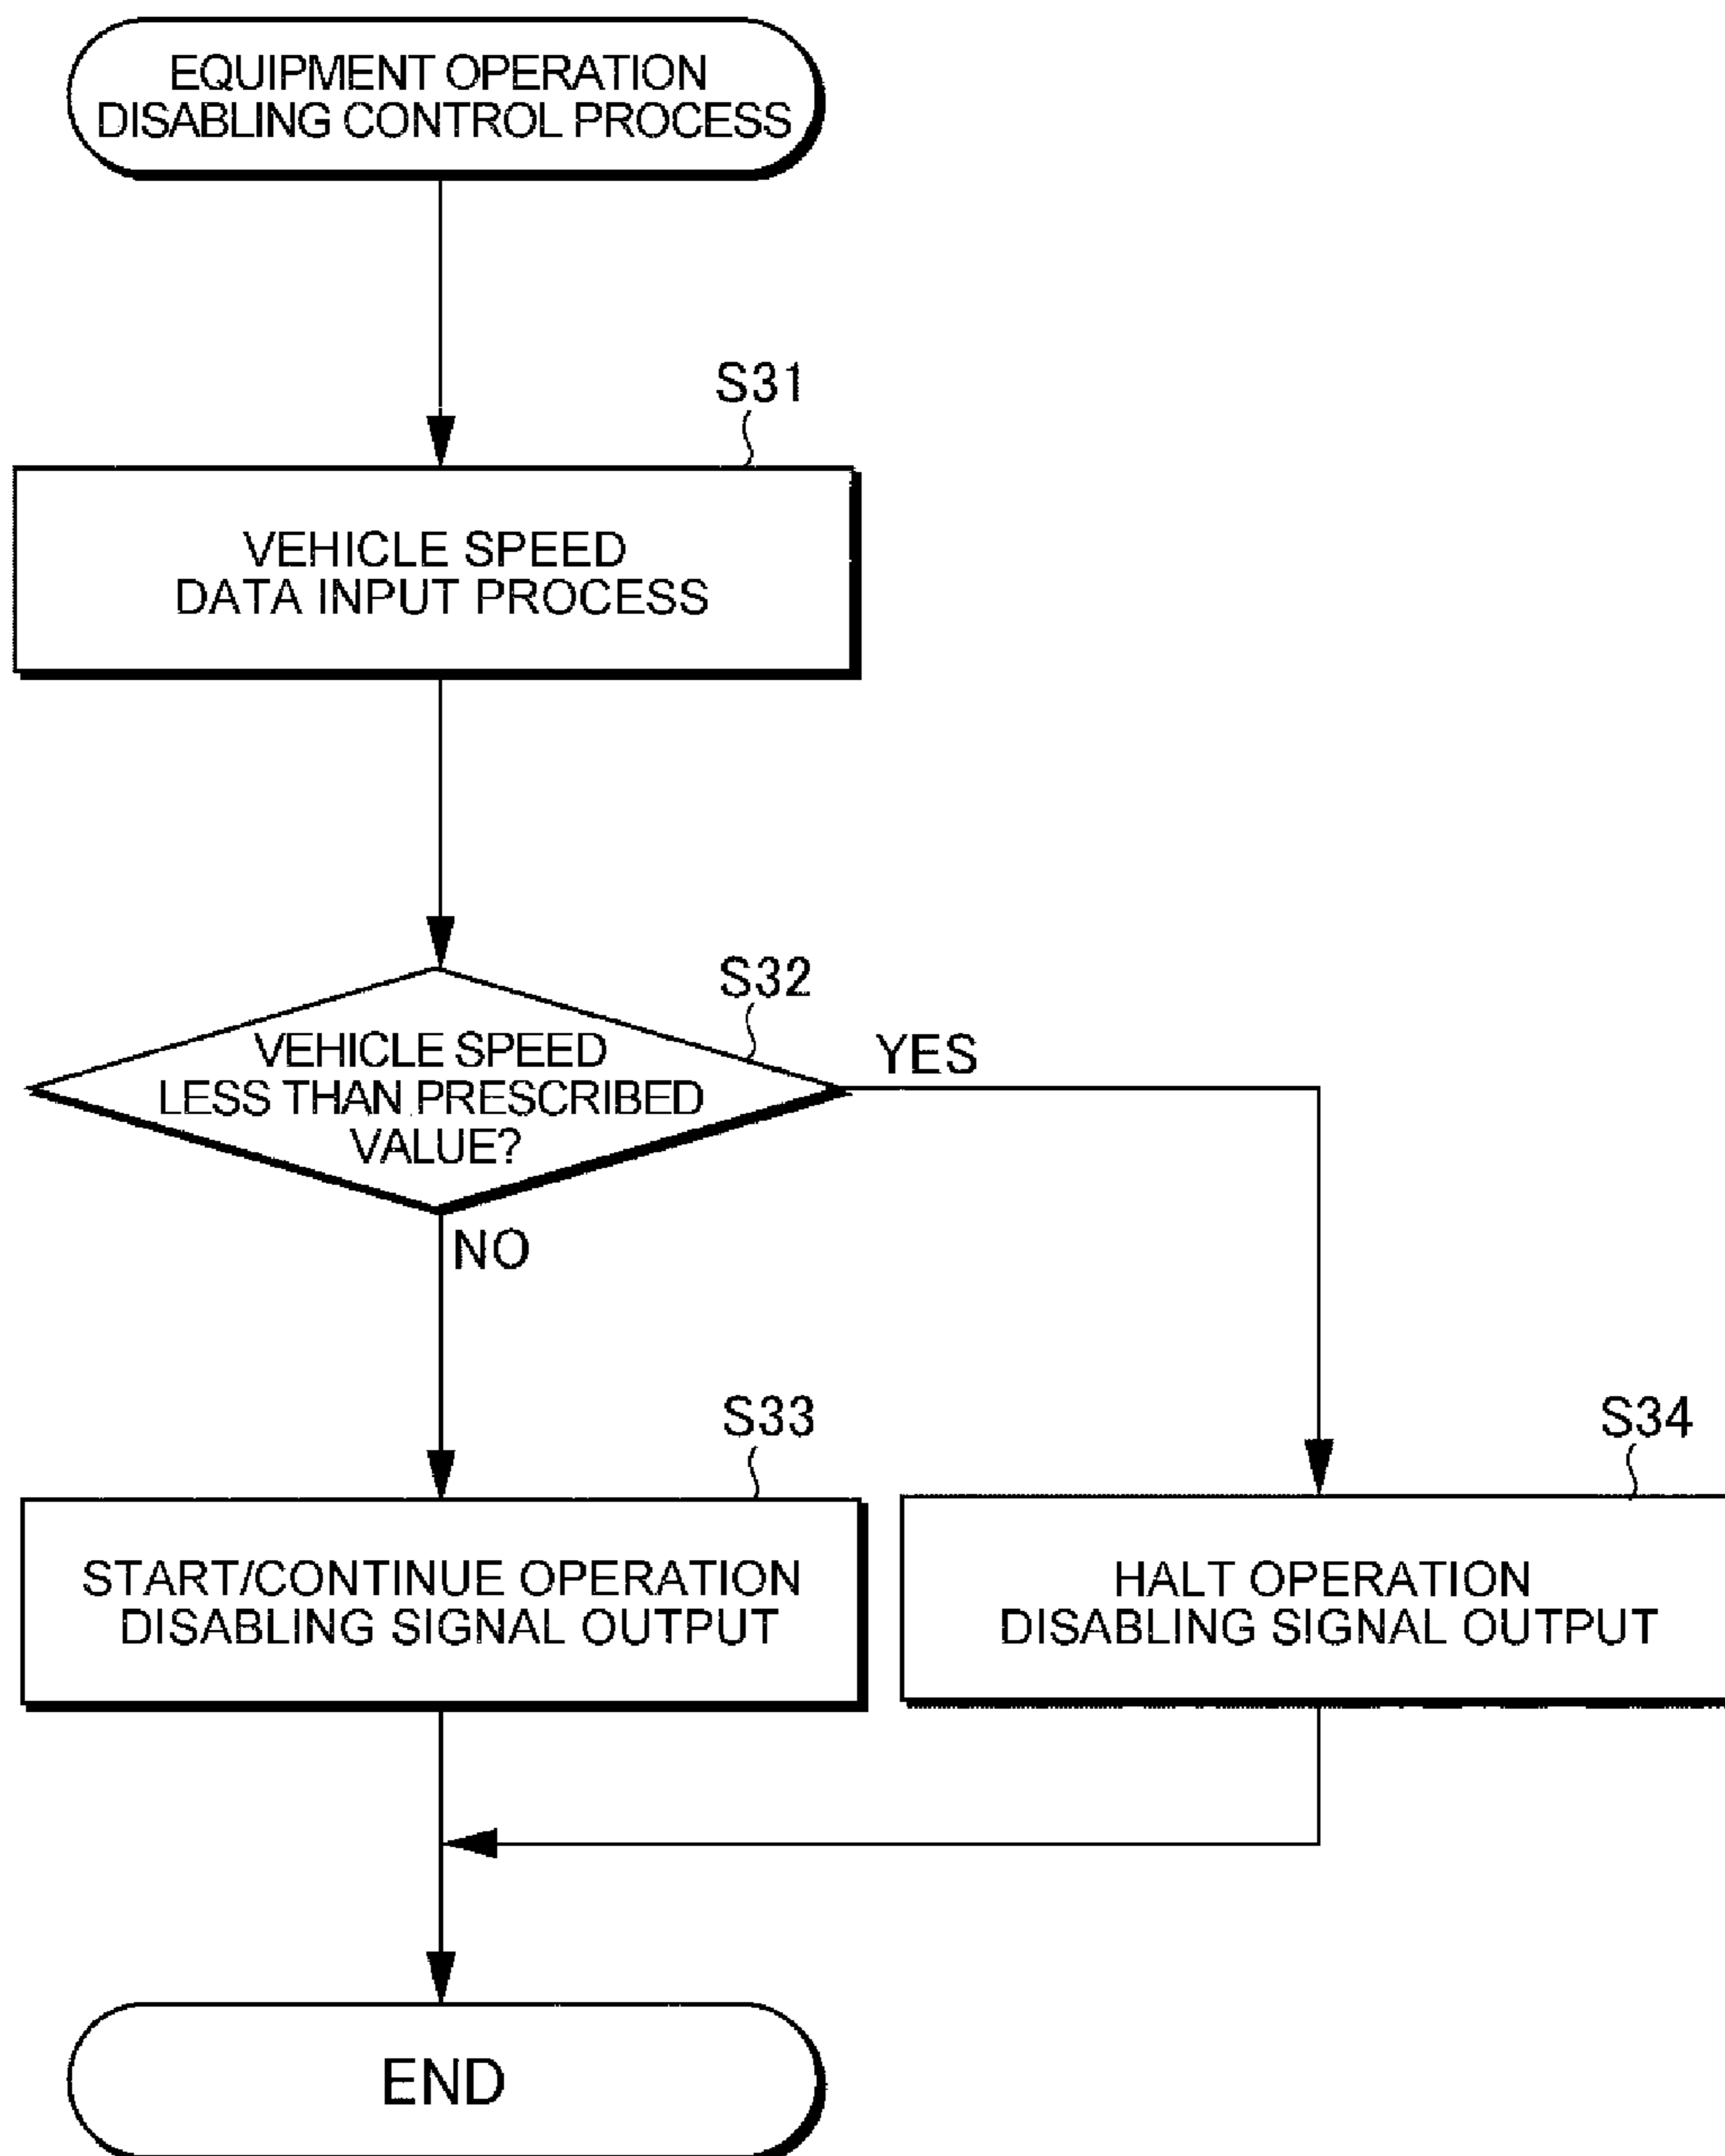 EQUIPMENT OPERATION
DISABLING CONTROL PROCESS
S31
VEHICLE SPEED
DATA INPUT PROCESS
S32
VEHICLE SPEED
LESS THAN PRESCRIBED
VALUE?
YES
NO
S33
START/CONTINUE OPERATION
DISABLING SIGNAL OUTPUT
S34
HALT OPERATION
DISABLING SIGNAL OUTPUT
END